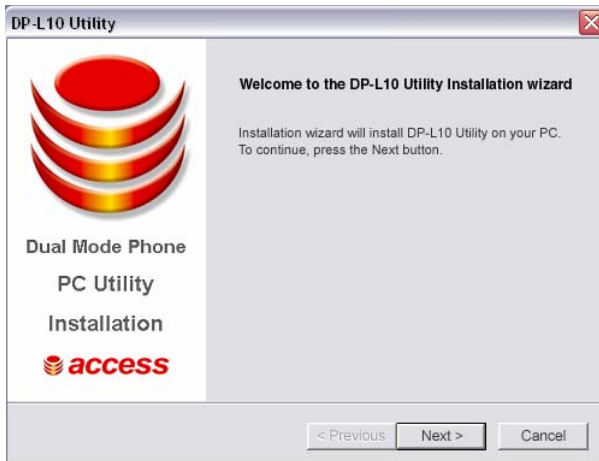 DP-L10 Utility
Welcome to the DP-L10 Utility Installation wizard
Installation wizard will install DP-L10 Utility on your PC.
To continue, press the Next button.
Dual Mode Phone
PC Utility
Installation
access
< Previous
Next >
Cancel